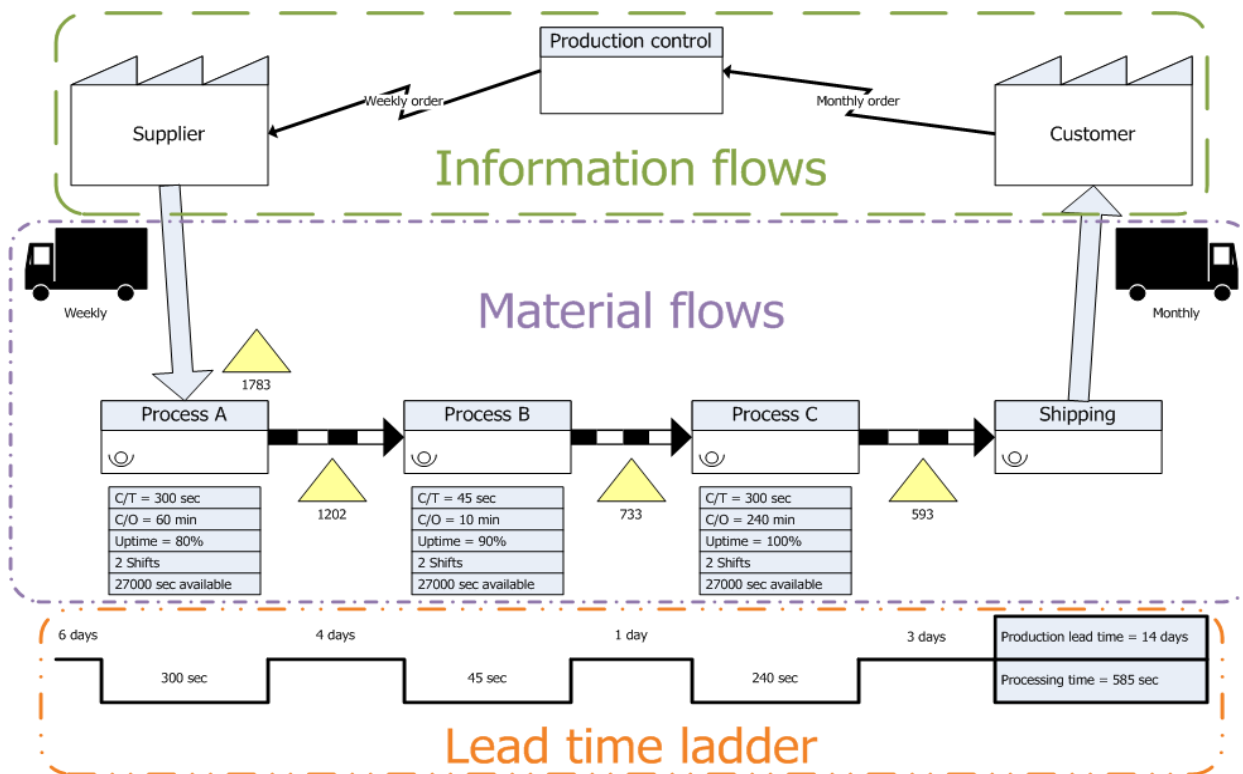 Production control
Weekly order
Monthly order
Supplier
Customer
Information flows
Weekly
Material flows
Monthly
1783
Process A
Process B
Process C
Shipping
1202
733
593
C/T = 300 sec
C/O = 60 min
Uptime = 80%
2 Shifts
27000 sec available
C/T = 45 sec
C/O = 10 min
Uptime = 90%
2 Shifts
27000 sec available
C/T = 300 sec
C/O = 240 min
Uptime = 100%
2 Shifts
27000 sec available
6 days
4 days
1 day
3 days
Production lead time = 14 days
300 sec
45 sec
240 sec
Processing time = 585 sec
Lead time ladder